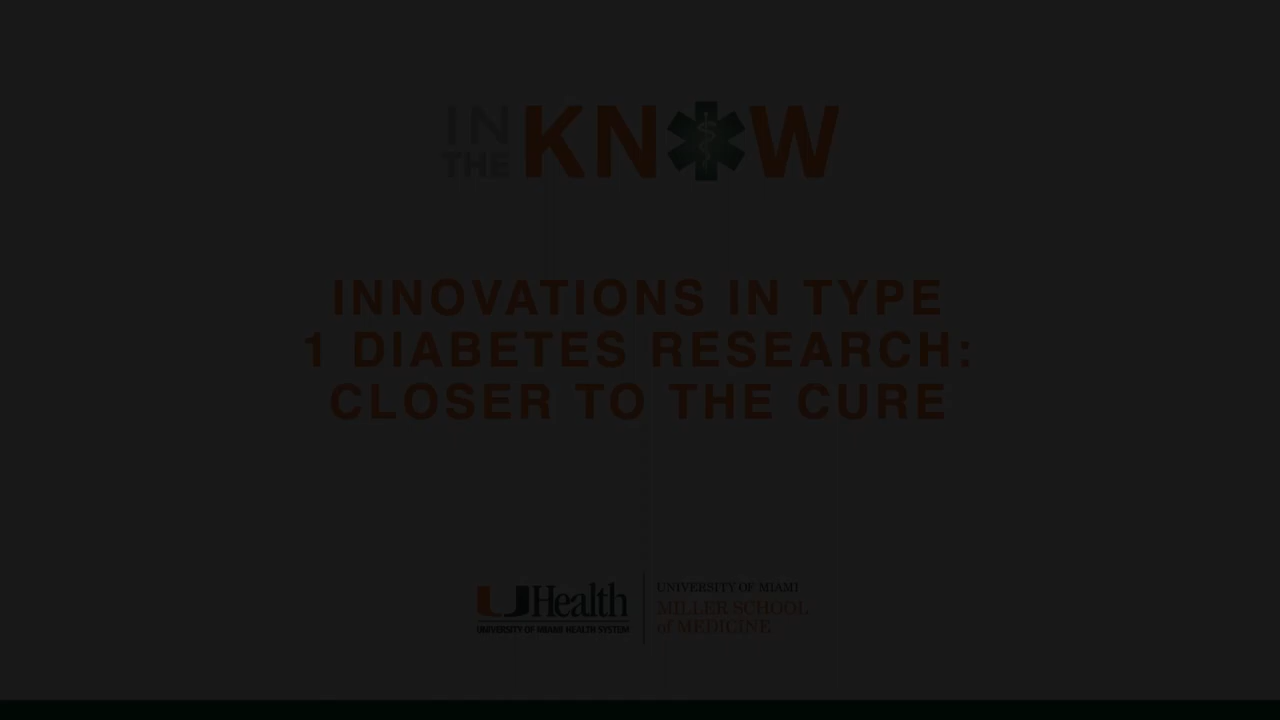 IN
THE KNOW
INNOVATIONS IN TYPE
1 DIABETES RESEARCH:
CLOSER TO THE CURE
UHealth
UNIVERSITY OF MIAMI HEALTH SYSTEM
UNIVERSITY OF MIAMI
MILLER SCHOOL
of MEDICINE